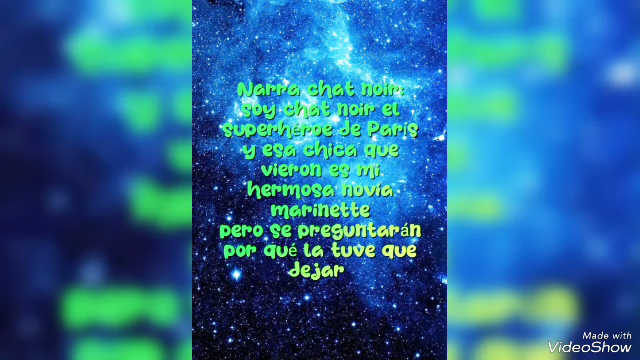 Narra chat noir:
soy chat noir el
superhéroe de París
y esa chica que
vieron es mi
hermosa novia
marinette
pero se preguntarán
por qué la tuve que
dejar
Made with
VideoShow